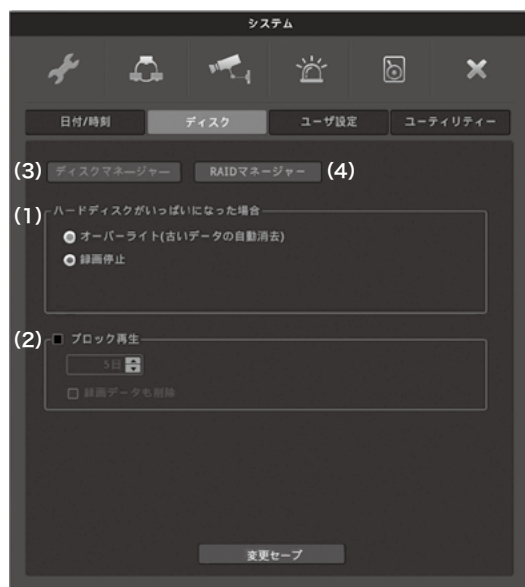 システム
日付/時刻 ディスク ユーザ設定 ユーティリティー
(3) ディスクマネージャー RAIDマネージャー (4)
(1) ハードディスクがいっぱいになった場合
オーバーライト(古いデータの自動消去)
録画停止
(2) ブロック再生
5日
録画データも削除
変更セーブ